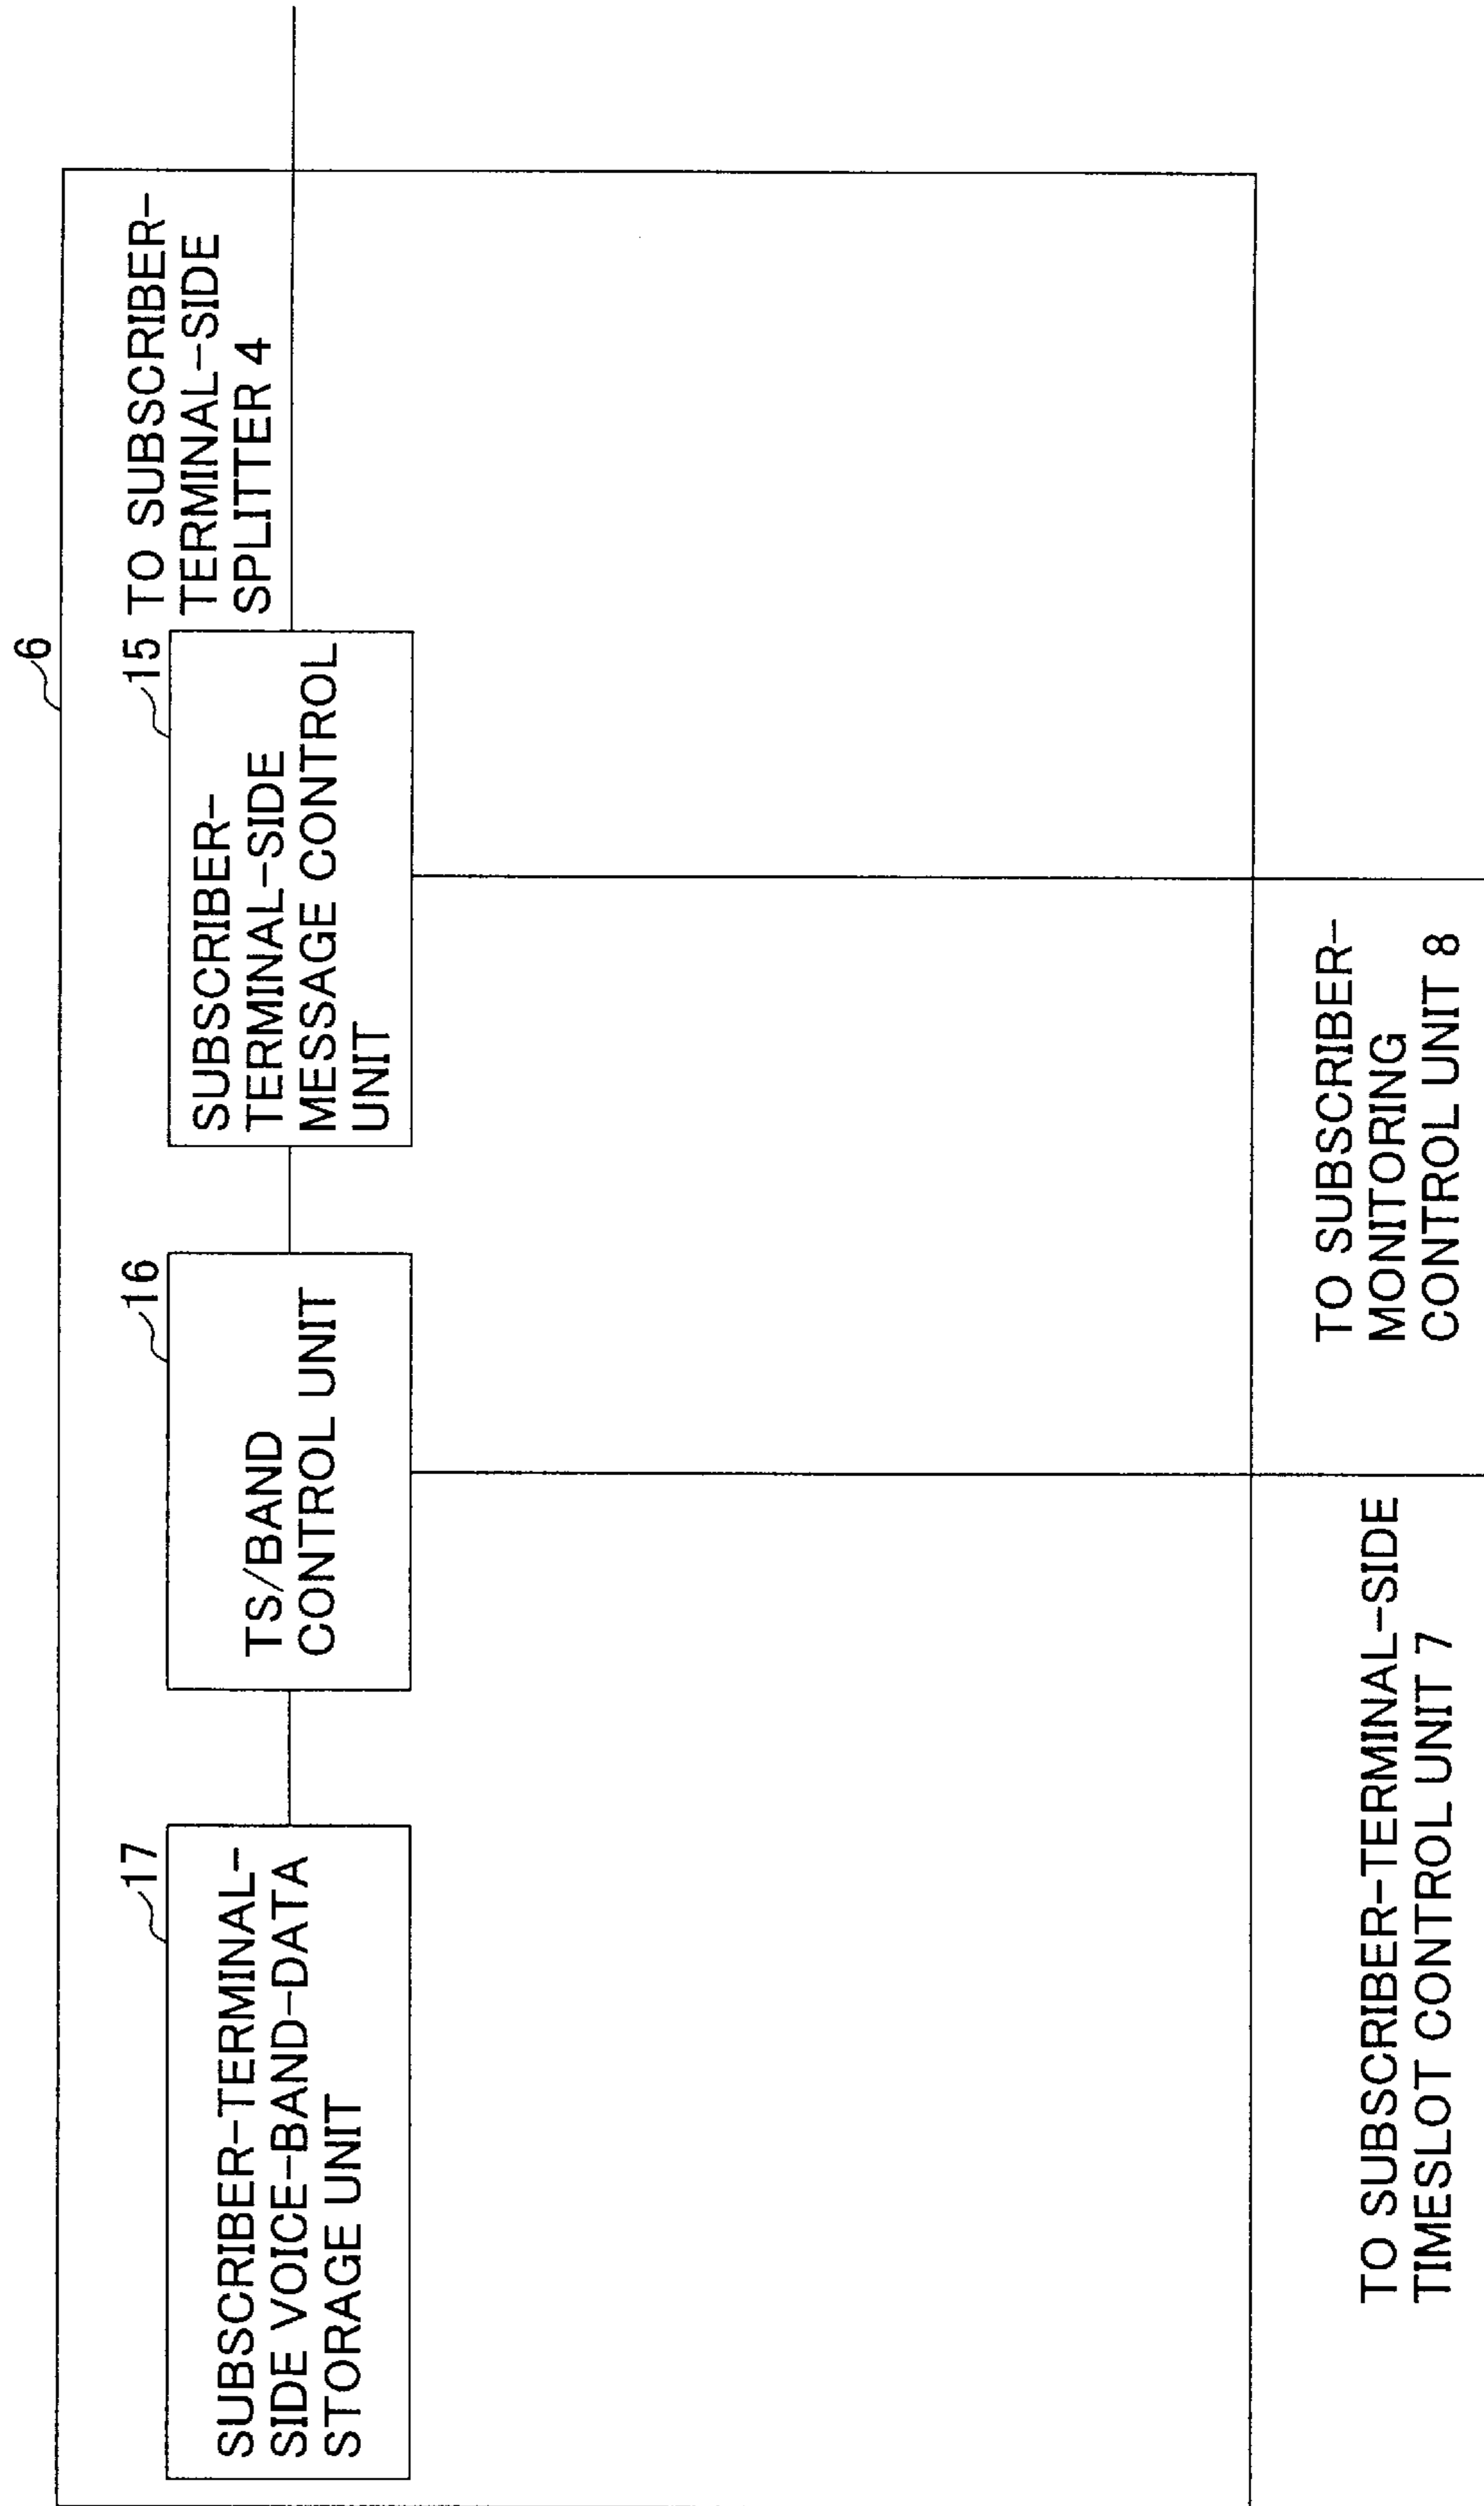 6
17
SUBSCRIBER-TERMINAL-
SIDE VOICE-BAND-DATA
STORAGE UNIT
16
TS/BAND
CONTROL UNIT
15
SUBSCRIBER-
TERMINAL-SIDE
MESSAGE CONTROL
UNIT
TO SUBSCRIBER-
TERMINAL-SIDE
SPLITTER 4
TO SUBSCRIBER-TERMINAL-SIDE
TIMESLOT CONTROL UNIT 7
TO SUBSCRIBER-
MONITORING
CONTROL UNIT 8